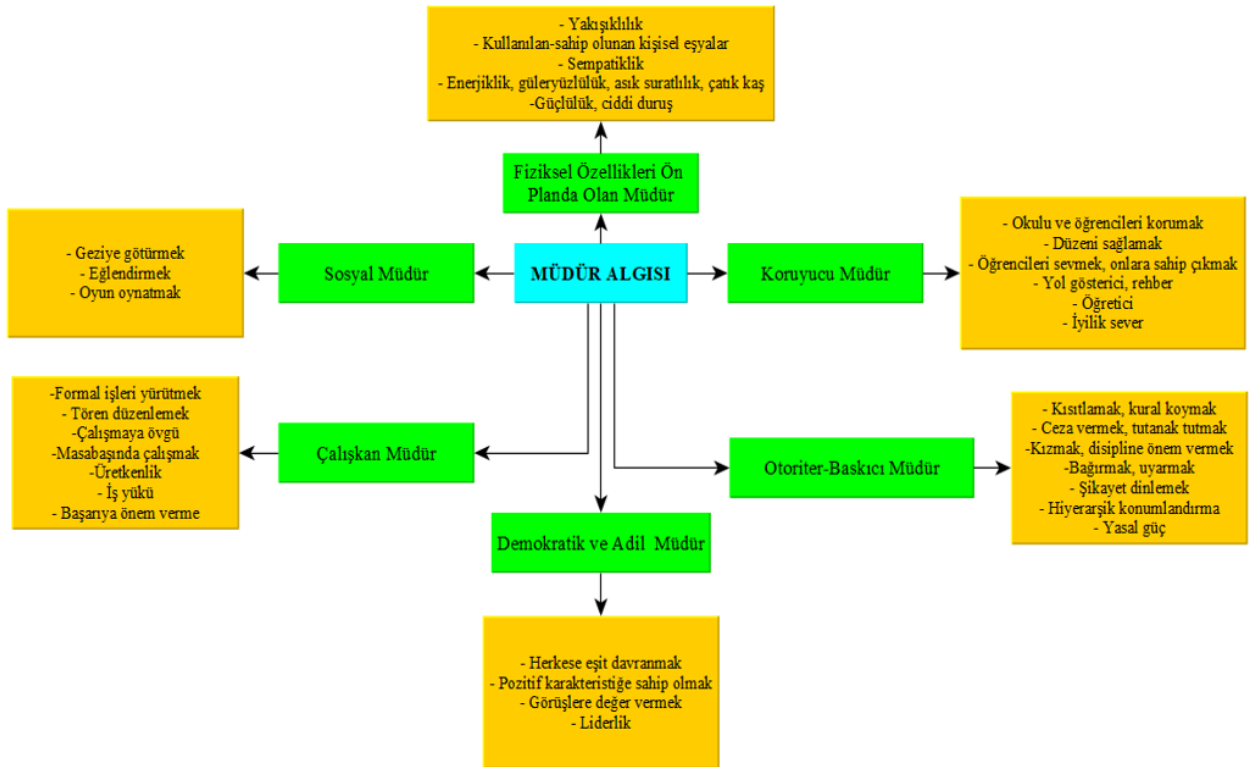 - Yakışıklılık
- Kullanılan-sahip olunan kişisel eşyalar
- Sempatiklik
- Enerjiklik, güleryüzlülük, asık suratlılık, çatık kaş
-Güçlülük, ciddi duruş
Fiziksel Özellikleri Ön
Planda Olan Müdür
- Geziye götürmek
- Eğlendirmek
- Oyun oynatmak
Sosyal Müdür
MÜDÜR ALGISI
Koruyucu Müdür
- Okulu ve öğrencileri korumak
- Düzeni sağlamak
- Öğrencileri sevmek, onlara sahip çıkmak
- Yol gösterici, rehber
- Öğretici
- İyilik sever
-Formal işleri yürütmek
- Tören düzenlemek
-Çalışmaya övgü
-Masabaşında çalışmak
-Üretkenlik
- İş yükü
- Başarıya önem verme
Çalışkan Müdür
Otoriter-Baskıcı Müdür
- Kısıtlamak, kural koymak
- Ceza vermek, tutanak tutmak
-Kızmak, disipline önem vermek
-Bağırmak, uyarmak
- Şikayet dinlemek
- Hiyerarşik konumlandırma
- Yasal güç
Demokratik ve Adil Müdür
- Herkese eşit davranmak
- Pozitif karakteristiğe sahip olmak
- Görüşlere değer vermek
- Liderlik